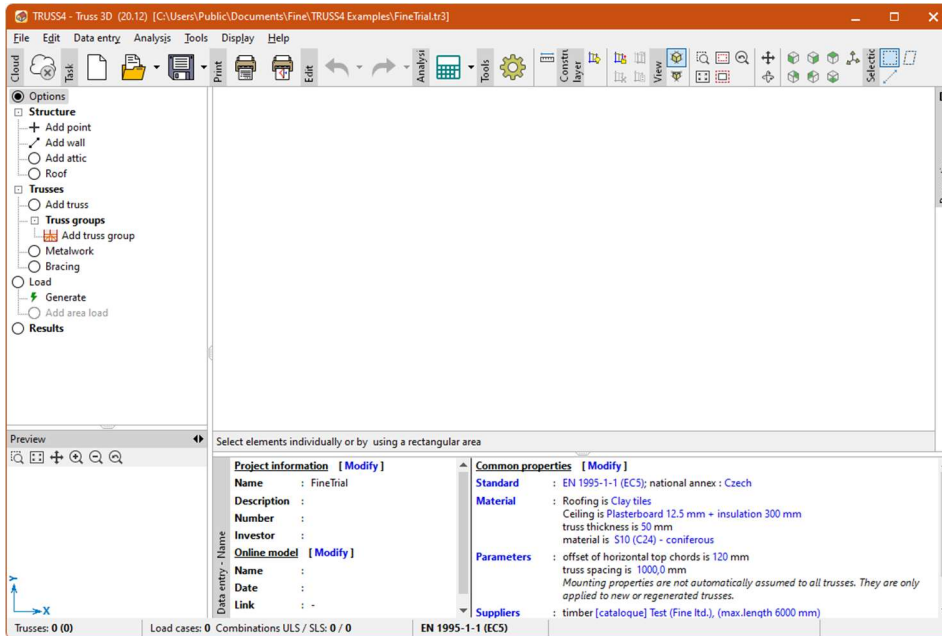 TRUSS4 - Truss 3D (20.12) [C:\Users\Public\Documents\Fine\TRUSS4 Examples\FineTrial.tr3]
File Edit Data entry Analysis Tools Display Help
Cloud
Task
Print
Edit
Analysi
Tools
Constru
layer
View
Selectic
Options
Structure
Add point
Add wall
Add attic
Roof
Trusses
Add truss
Truss groups
Add truss group
Metalwork
Bracing
Load
Generate
Add area load
Results
Preview
Y
X
Select elements individually or by using a rectangular area
Data entry - Name
Project information [ Modify ]
Name : FineTrial
Description :
Number :
Investor :
Online model [ Modify ]
Name :
Date :
Link : -
Common properties [ Modify ]
Standard : EN 1995-1-1 (EC5); national annex : Czech
Material : Roofing is Clay tiles
Ceiling is Plasterboard 12.5 mm + insulation 300 mm
truss thickness is 50 mm
material is S10 (C24) - coniferous
Parameters : offset of horizontal top chords is 120 mm
truss spacing is 1000,0 mm
Mounting properties are not automatically assumed to all trusses. They are only
applied to new or regenerated trusses.
Suppliers : timber [catalogue] Test (Fine ltd.), (max.length 6000 mm)
Trusses: 0 (0) Load cases: 0 Combinations ULS / SLS: 0 / 0 EN 1995-1-1 (EC5)